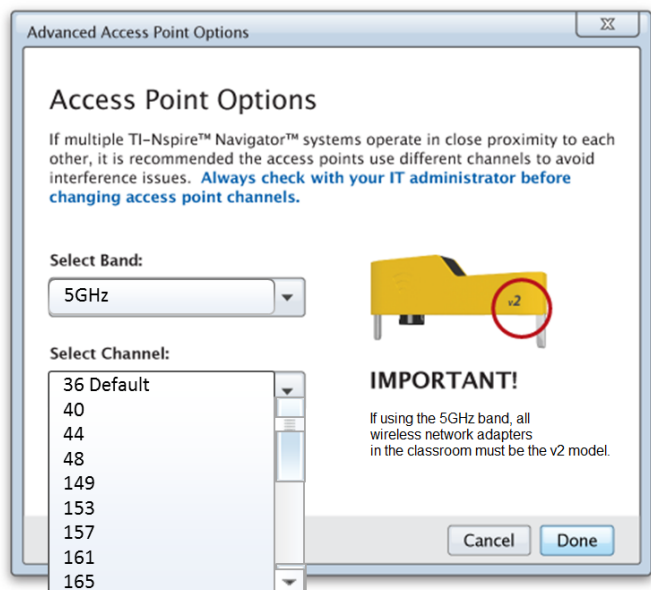 Advanced Access Point Options
Access Point Options
If multiple TI-Nspire™ Navigator™ systems operate in close proximity to each
other, it is recommended the access points use different channels to avoid
interference issues. Always check with your IT administrator before
changing access point channels.
Select Band:
5GHz
Select Channel:
36 Default
40
44
48
149
153
157
161
165
v2
IMPORTANT!
If using the 5GHz band, all
wireless network adapters
in the classroom must be the v2 model.
Cancel
Done